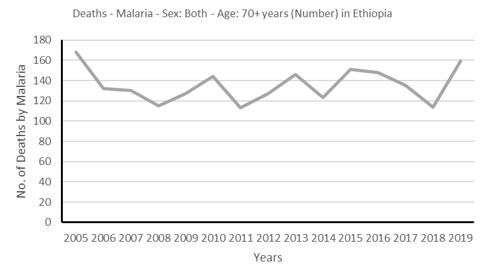 Deaths - Malaria - Sex: Both - Age: 70+ years (Number) in Ethiopia
No. of Deaths by Malaria
180
160
140
120
100
80
60
40
20
0
2005 2006 2007 2008 2009 2010 2011 2012 2013 2014 2015 2016 2017 2018 2019
Years